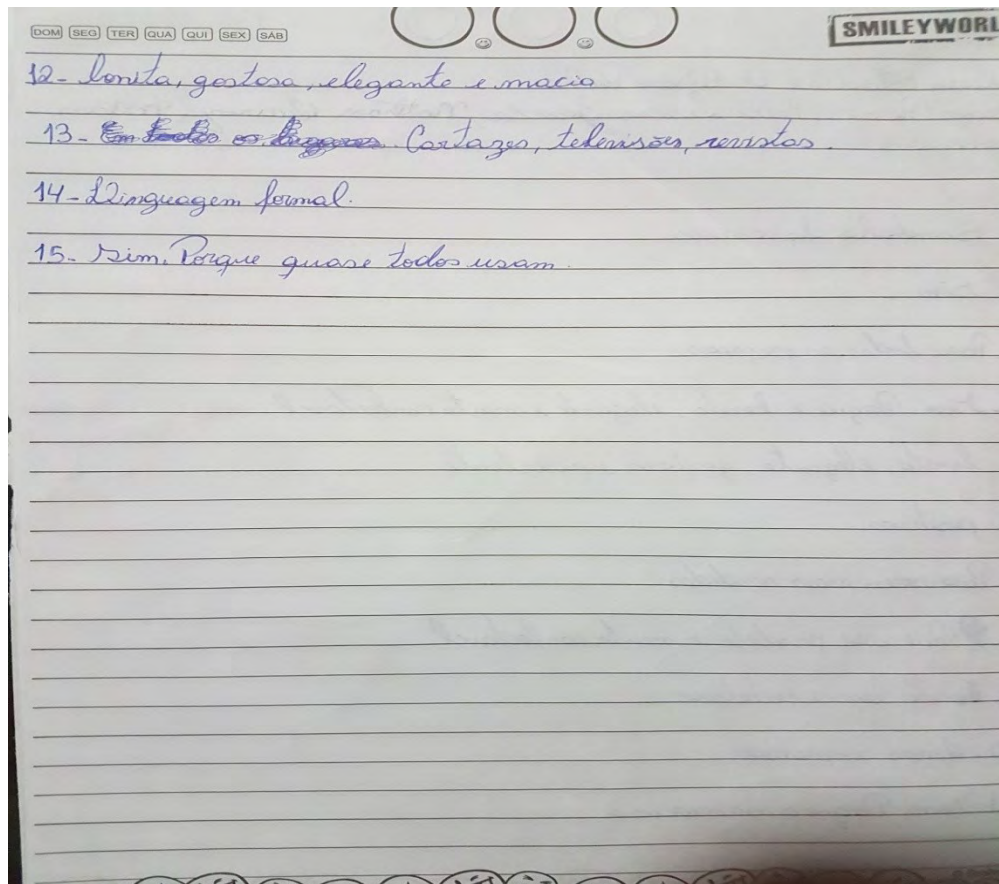 DOM SEG TER QUA QUI SEX SÁB
SMILEYWORL
12- bonita, gostosa, elegante e macia
13- Cartazes, televisões, revistas.
14- Linguagem formal.
15- Sim. Porque quase todos usam.